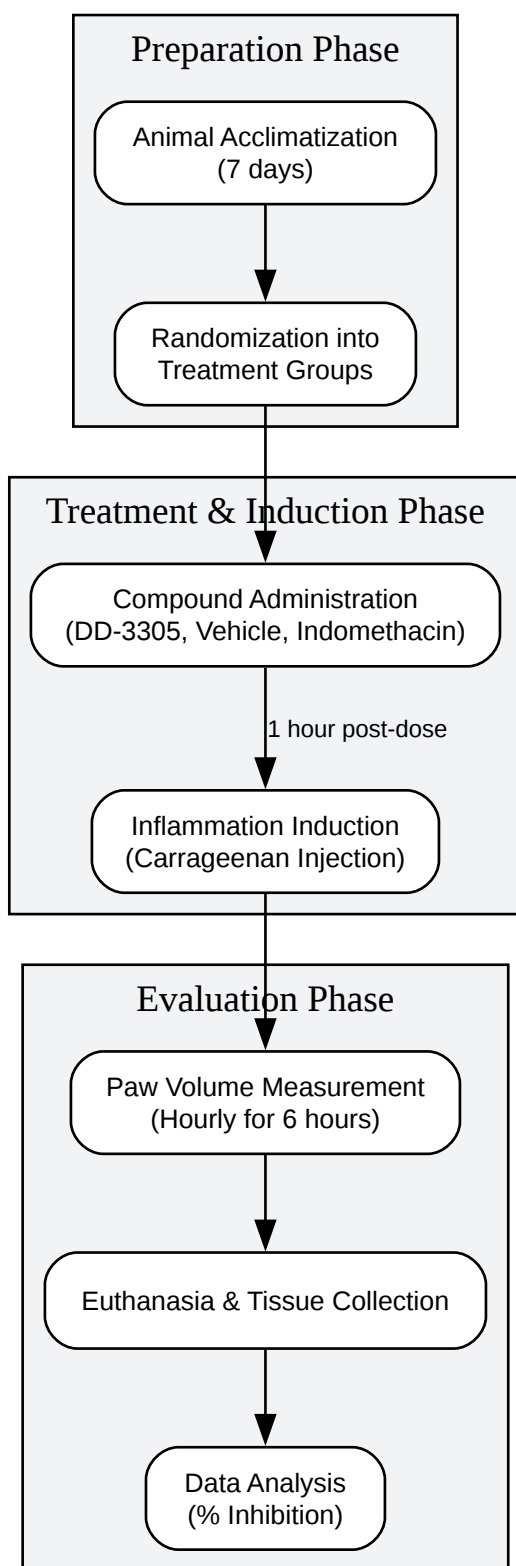 Preparation Phase
Animal Acclimatization
(7 days)
Randomization into
Treatment Groups
Treatment & Induction Phase
Compound Administration
(DD-3305, Vehicle, Indomethacin)
1 hour post-dose
Inflammation Induction
(Carrageenan Injection)
Evaluation Phase
Paw Volume Measurement
(Hourly for 6 hours)
Euthanasia & Tissue Collection
Data Analysis
(% Inhibition)